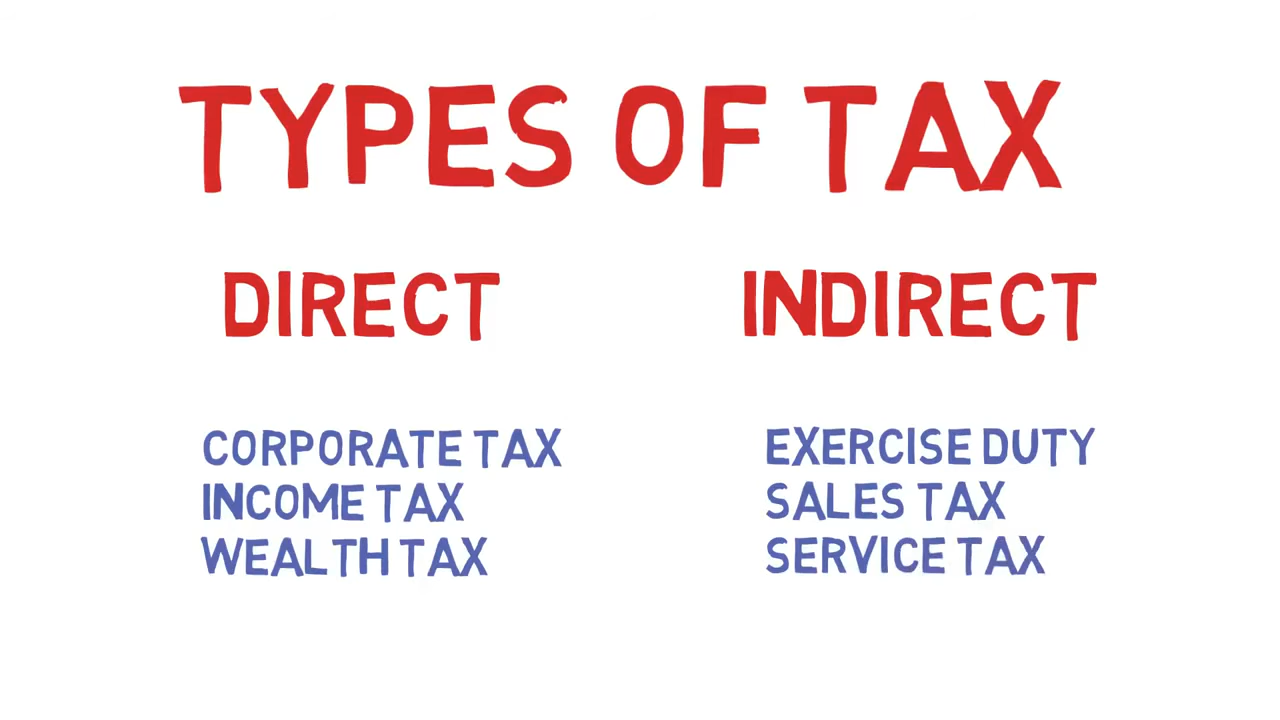 TYPES OF TAX
DIRECT
INDIRECT
CORPORATE TAX
INCOME TAX
WEALTH TAX
EXERCISE DUTY
SALES TAX
SERVICE TAX